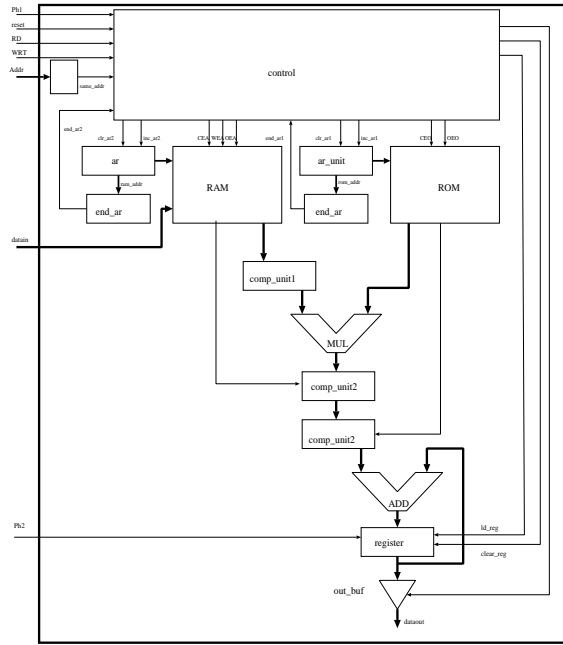 Ph1
reset
RD
WRT
Addr
same_addr
control
end_ar2
clr_ar2
inc_ar2
CEA
WEA
OEA
end_ar1
clr_ar1
inc_ar1
CEO
OEO
ar
ram_addr
end_ar
RAM
ar_unit
rom_addr
end_ar
ROM
datain
comp_unit1
MUL
comp_unit2
comp_unit2
ADD
Ph2
register
ld_reg
clear_reg
out_buf
dataout